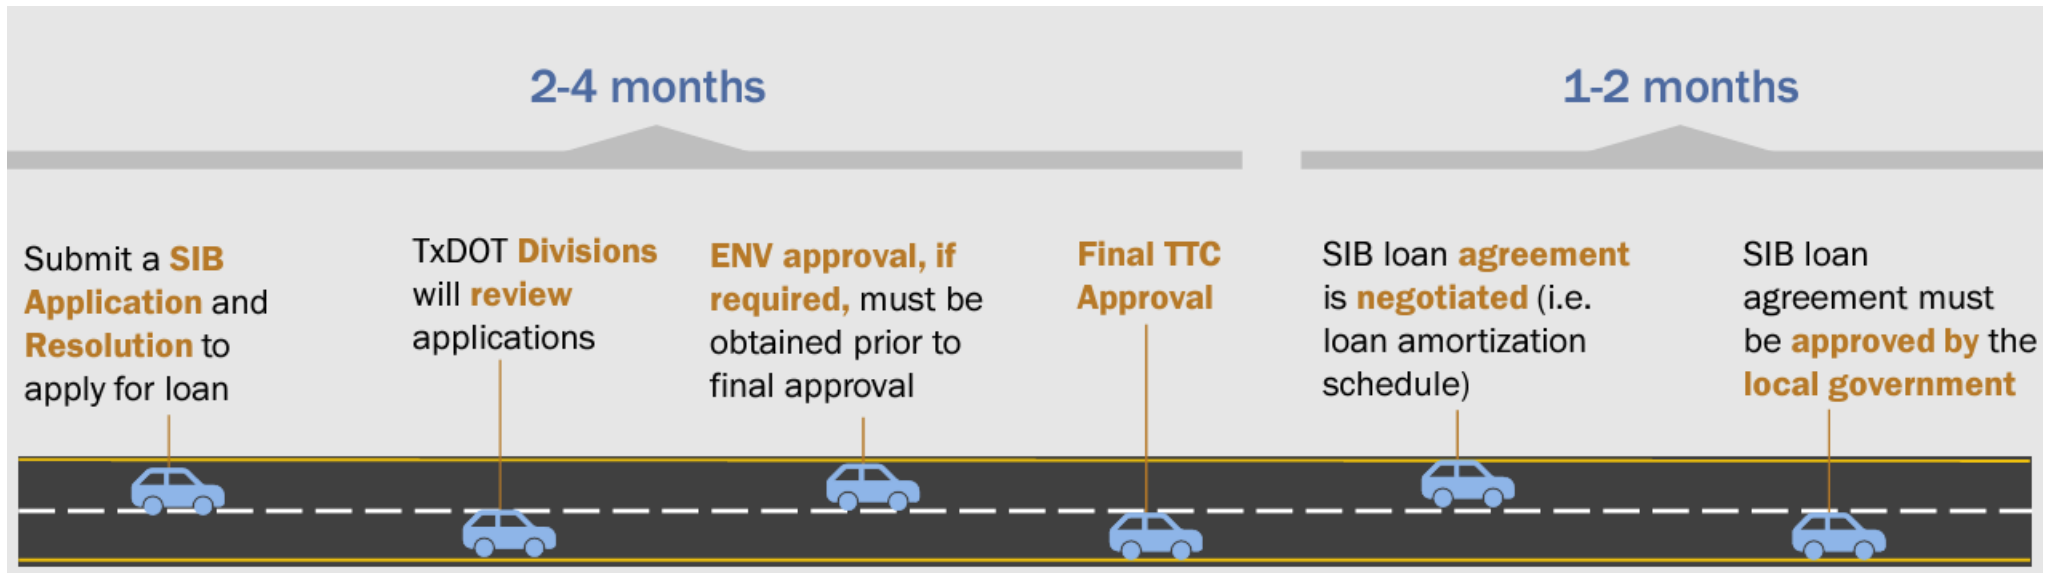 2-4 months
1-2 months
Submit a SIB
Application and
Resolution to
apply for loan
TxDOT Divisions
will review
applications
ENV approval, if
required, must be
obtained prior to
final approval
Final TTC
Approval
SIB loan agreement
is negotiated (i.e.
loan amortization
schedule)
SIB loan
agreement must
be approved by the
local government